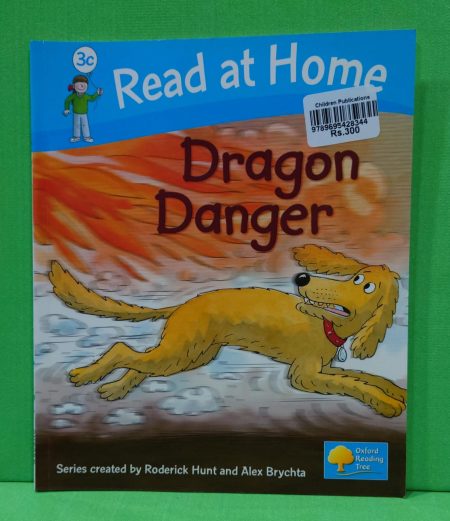 3c
Read at Home
Children Publications
9789695428344
Rs.300
Dragon
Danger
Series created by Roderick Hunt and Alex Brychta
Oxford
Reading
Tree